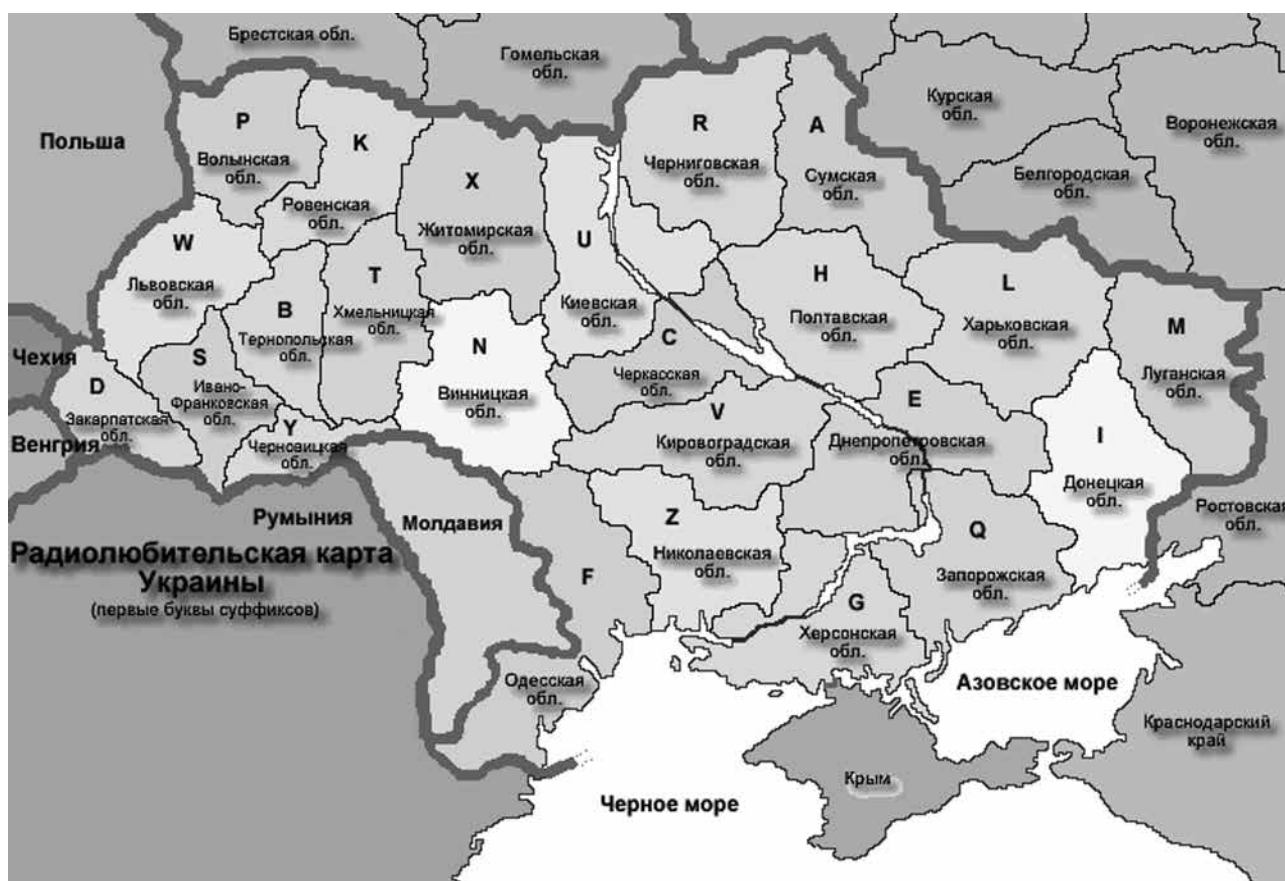 Брестская обл.
Гомельская
обл.
Курская
обл.
Воронежская
обл.
Белгородская
обл.
Польша
P
Волынская
обл.
K
Ровенская
обл.
X
Житомирская
обл.
R
Черниговская
обл.
A
Сумская
обл.
W
Львовская
обл.
B
Тернопольская
обл.
T
Хмельницкая
обл.
U
Киевская
обл.
H
Полтавская
обл.
L
Харьковская
обл.
M
Луганская
обл.
Чехия
D
Закарпатская
обл.
S
Ивано-
Франковская
обл.
Y
Черновицкая
обл.
N
Винницкая
обл.
C
Черкасская
обл.
V
Кировоградская
обл.
E
Днепропетровская
обл.
I
Донецкая
обл.
Венгрия
Румыния
Молдавия
Ростовская
обл.
Радиолюбительская карта
Украины
(первые буквы суффиксов)
F
Одесская
обл.
Z
Николаевская
обл.
G
Херсонская
обл.
Q
Запорожская
обл.
Азовское море
Краснодарский
край
Крым
Черное море